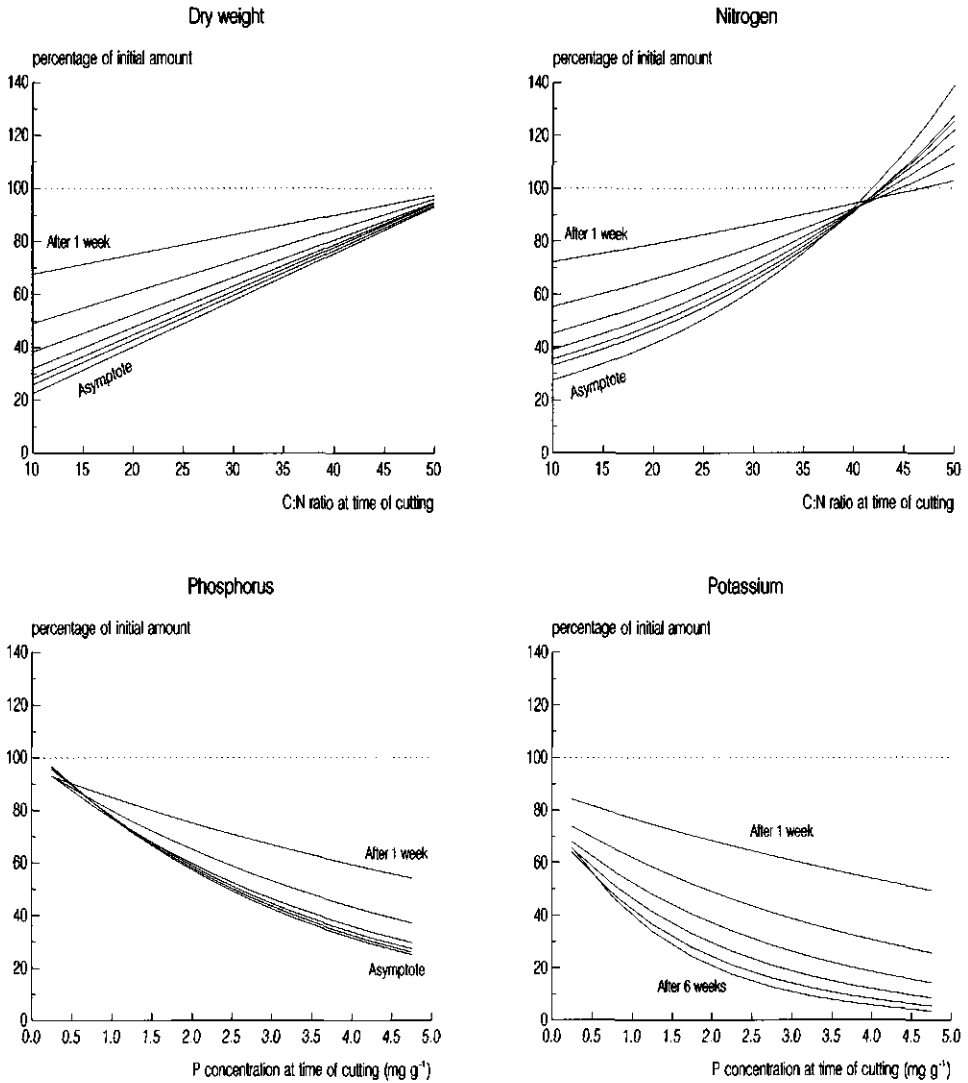 Dry weight
percentage of initial amount
140
120
100
80
60
40
20
0
After 1 week
Asymptote
10 15 20 25 30 35 40 45 50
C:N ratio at time of cutting
Nitrogen
percentage of initial amount
140
120
100
80
60
40
20
0
After 1 week
Asymptote
10 15 20 25 30 35 40 45 50
C:N ratio at time of cutting
Phosphorus
percentage of initial amount
140
120
100
80
60
40
20
0
After 1 week
Asymptote
0.0 0.5 1.0 1.5 2.0 2.5 3.0 3.5 4.0 4.5 5.0
P concentration at time of cutting (mg g⁻¹)
Potassium
percentage of initial amount
140
120
100
80
60
40
20
0
After 1 week
After 6 weeks
0.0 0.5 1.0 1.5 2.0 2.5 3.0 3.5 4.0 4.5 5.0
P concentration at time of cutting (mg g⁻¹)